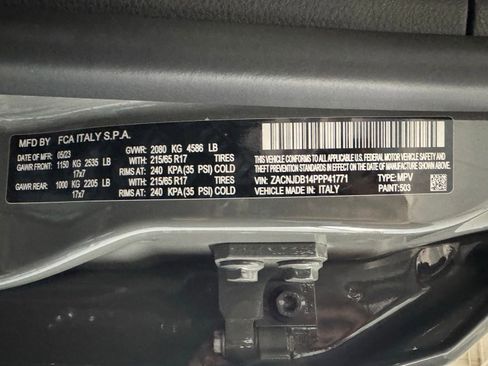 MFD BY FCA ITALY S.P.A.
DATE: 05/23 GVWR: 2080 KG 4586 LB
GAWR FRONT: 1150 KG 2535 LB WITH 215/65 R17 TIRES
17x7 RIMS AT: 240 KPA (35 PSI) COLD
GAWR REAR: 1000 KG 2205 LB WITH 215/65 R17 TIRES
17x7 RIMS AT: 240 KPA (35 PSI) COLD
THIS VEHICLE CONFORMS TO ALL APPLICABLE FEDERAL MOTOR
VEHICLE SAFETY, BUMPER, AND THEFT PREVENTION STANDARDS
IN EFFECT ON THE DATE OF MANUFACTURE SHOWN ABOVE.
VIN: ZACNJDB14PPP41771 TYPE: MPV
VEHICLE MADE IN: ITALY PAINT: 503